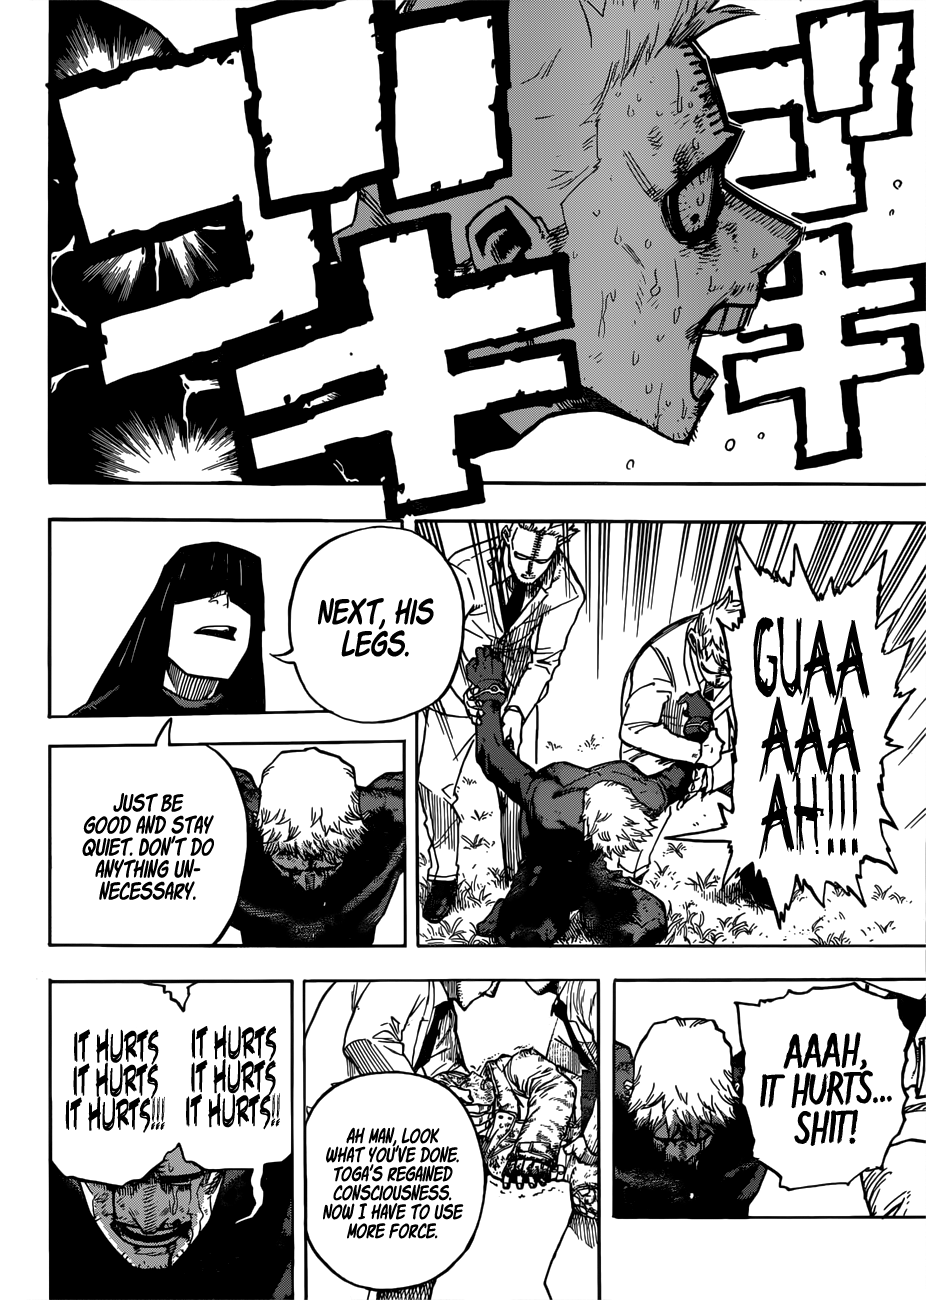 GUAA
AAA
AH!!!
NEXT, HIS
LEGS.
JUST BE
GOOD AND STAY
QUIET. DON'T DO
ANYTHING UN-
NECESSARY.
AAAH,
IT HURTS...
SHIT!
AH MAN, LOOK
WHAT YOU'VE DONE.
TOGA'S REGAINED
CONSCIOUSNESS.
NOW I HAVE TO USE
MORE FORCE.
IT HURTS
IT HURTS
IT HURTS!!
IT HURTS
IT HURTS
IT HURTS!!!